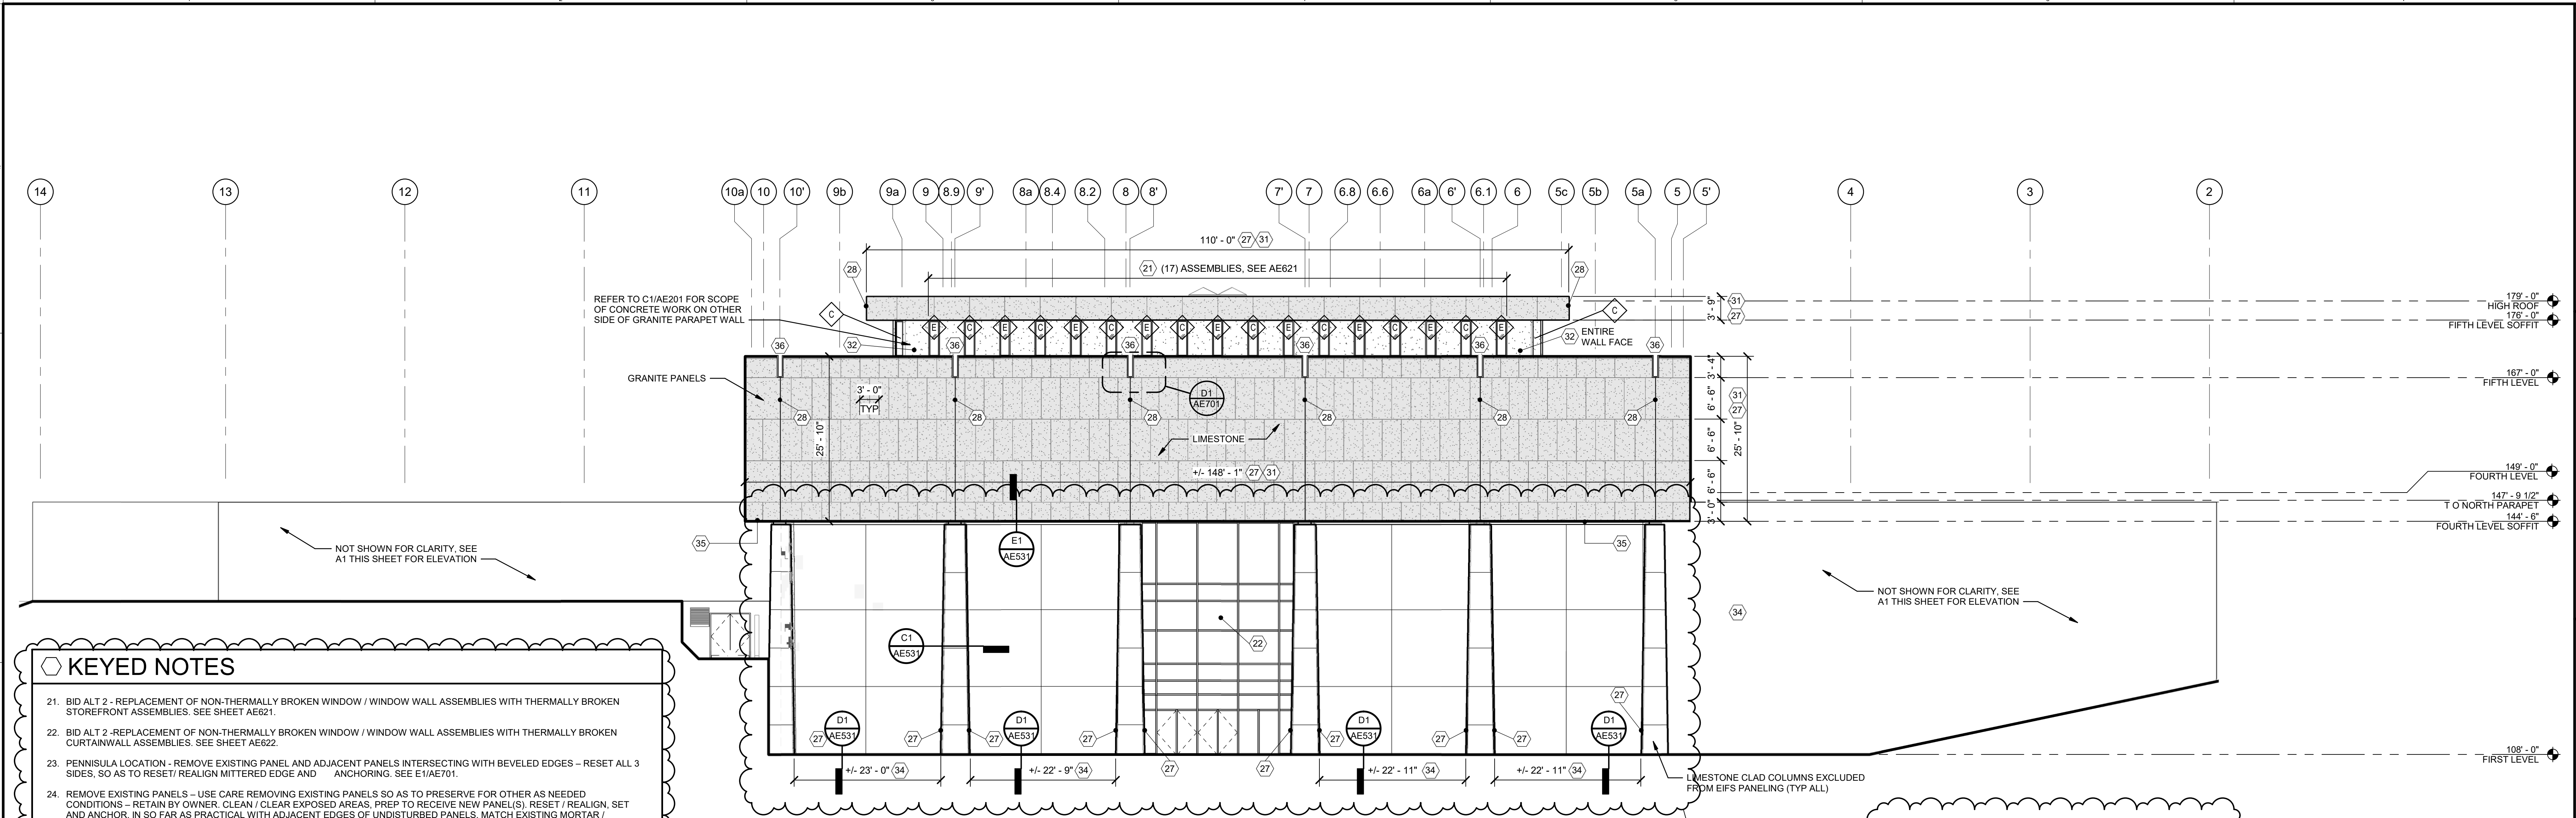 14
13
12
11
10a
10
10'
9b
9a
9
8.9
9'
8a
8.4
8.2
8
8'
7'
7
6.8
6.6
6a
6'
6.1
6
5c
5b
5a
5
5'
4
3
2
110' - 0" 27 31
21 (17) ASSEMBLIES, SEE AE621
28
28
REFER TO C1/AE201 FOR SCOPE
OF CONCRETE WORK ON OTHER
SIDE OF GRANITE PARAPET WALL
C
E C E C E C E C E C E C E C E C E
C
32
32 ENTIRE
WALL FACE
3' - 9"
31
27
179' - 0"
HIGH ROOF
176' - 0"
FIFTH LEVEL SOFFIT
36 36 36 36 36 36
GRANITE PANELS
3' - 0"
TYP
D1
AE701
28 28 28 28 28 28
3' - 4"
6' - 6"
6' - 6"
6' - 6"
3' - 0"
31
27
25' - 10"
25' - 10"
167' - 0"
FIFTH LEVEL
LIMESTONE
+/- 148' - 1" 27 31
149' - 0"
FOURTH LEVEL
147' - 9 1/2"
T O NORTH PARAPET
144' - 6"
FOURTH LEVEL SOFFIT
35
35
E1
AE531
NOT SHOWN FOR CLARITY, SEE
A1 THIS SHEET FOR ELEVATION
NOT SHOWN FOR CLARITY, SEE
A1 THIS SHEET FOR ELEVATION
34
C1
AE531
22
27
D1
AE531
D1
AE531
D1
AE531
D1
AE531
27 27 27 27 27 27 27 27 27 27
+/- 23' - 0" 34
+/- 22' - 9" 34
+/- 22' - 11" 34
+/- 22' - 11" 34
108' - 0"
FIRST LEVEL
LIMESTONE CLAD COLUMNS EXCLUDED
FROM EIFS PANELING (TYP ALL)
KEYED NOTES
21. BID ALT 2 - REPLACEMENT OF NON-THERMALLY BROKEN WINDOW / WINDOW WALL ASSEMBLIES WITH THERMALLY BROKEN
STOREFRONT ASSEMBLIES. SEE SHEET AE621.
22. BID ALT 2 -REPLACEMENT OF NON-THERMALLY BROKEN WINDOW / WINDOW WALL ASSEMBLIES WITH THERMALLY BROKEN
CURTAINWALL ASSEMBLIES. SEE SHEET AE622.
23. PENNISULA LOCATION - REMOVE EXISTING PANEL AND ADJACENT PANELS INTERSECTING WITH BEVELED EDGES – RESET ALL 3
SIDES, SO AS TO RESET/ REALIGN MITTERED EDGE AND ANCHORING. SEE E1/AE701.
24. REMOVE EXISTING PANELS – USE CARE REMOVING EXISTING PANELS SO AS TO PRESERVE FOR OTHER AS NEEDED
CONDITIONS – RETAIN BY OWNER. CLEAN / CLEAR EXPOSED AREAS, PREP TO RECEIVE NEW PANEL(S). RESET / REALIGN, SET
AND ANCHOR, IN SO FAR AS PRACTICAL WITH ADJACENT EDGES OF UNDISTURBED PANELS. MATCH EXISTING MORTAR /